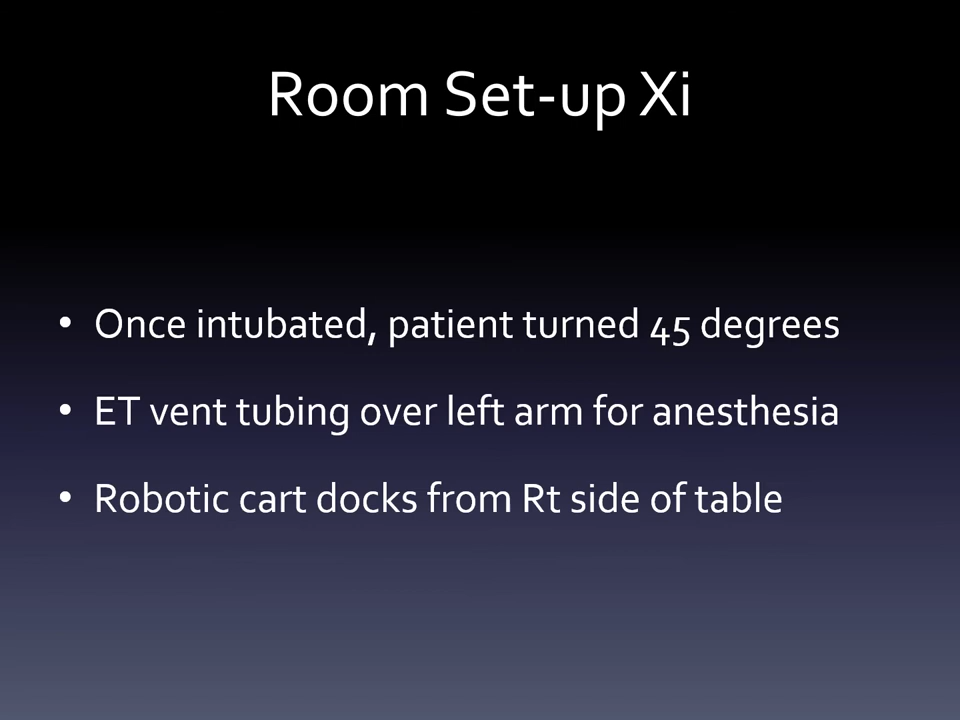 Room Set-up Xi
• Once intubated, patient turned 45 degrees
• ET vent tubing over left arm for anesthesia
• Robotic cart docks from Rt side of table